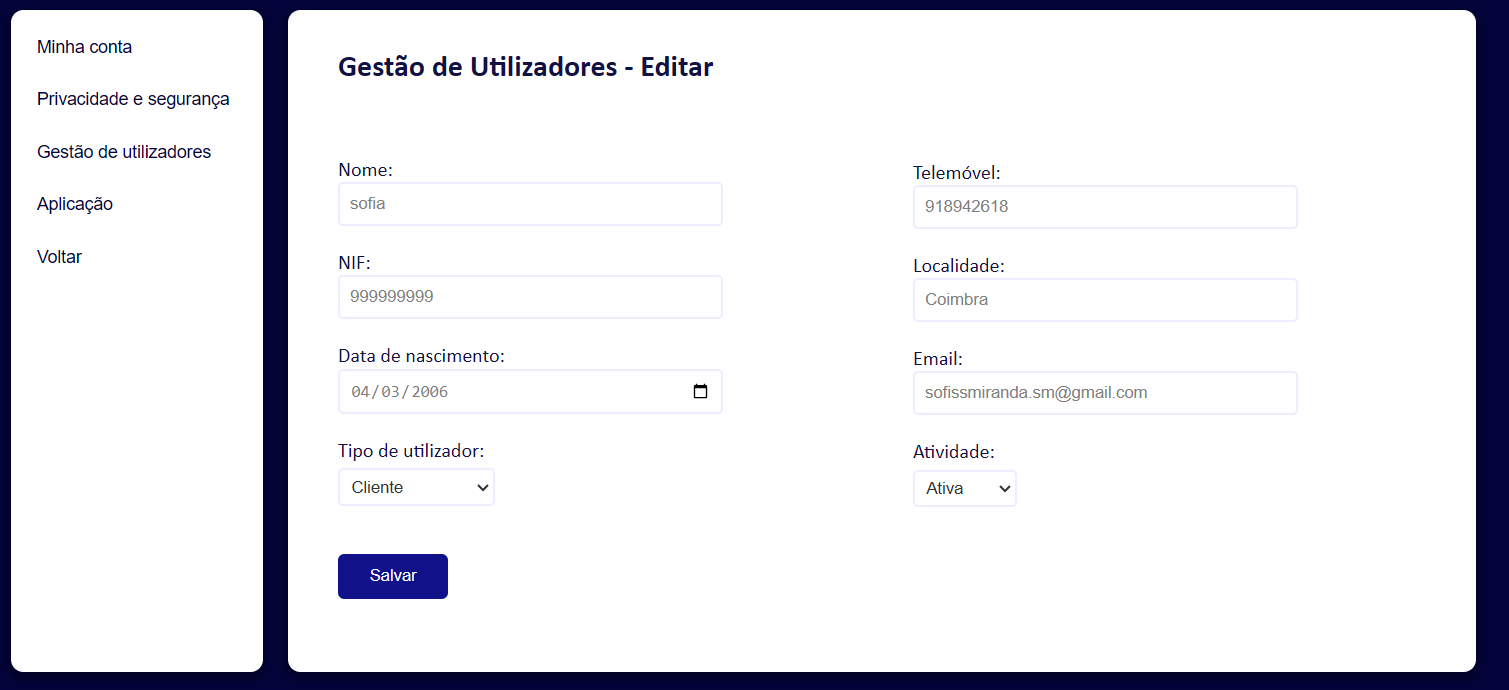 Minha conta
Privacidade e segurança
Gestão de utilizadores
Aplicação
Voltar
Gestão de Utilizadores - Editar
Nome:
sofia
NIF:
999999999
Data de nascimento:
04/03/2006
Tipo de utilizador:
Cliente
Telemóvel:
918942618
Localidade:
Coimbra
Email:
sofissmiranda.sm@gmail.com
Atividade:
Ativa
Salvar